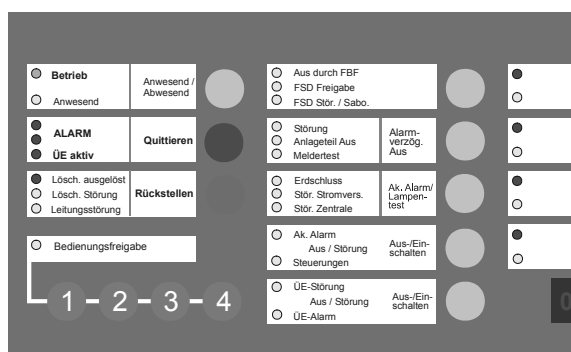 Betrieb
Anwesend
Anwesend /
Abwesend
ALARM
ÜE aktiv
Quittieren
Lösch. ausgelöst
Lösch. Störung
Leitungsstörung
Rückstellen
Bedienungsfreigabe
1 - 2 - 3 - 4
Aus durch FBF
FSD Freigabe
FSD Stör. / Sabo.
Störung
Anlageteil Aus
Meldertest
Alarm-
verzög.
Aus
Erdschluss
Stör. Stromvers.
Stör. Zentrale
Ak. Alarm/
Lampen-
test
Ak. Alarm
Aus / Störung
Steuerungen
Aus-/Ein-
schalten
ÜE-Störung
Aus / Störung
ÜE-Alarm
Aus-/Ein-
schalten
0